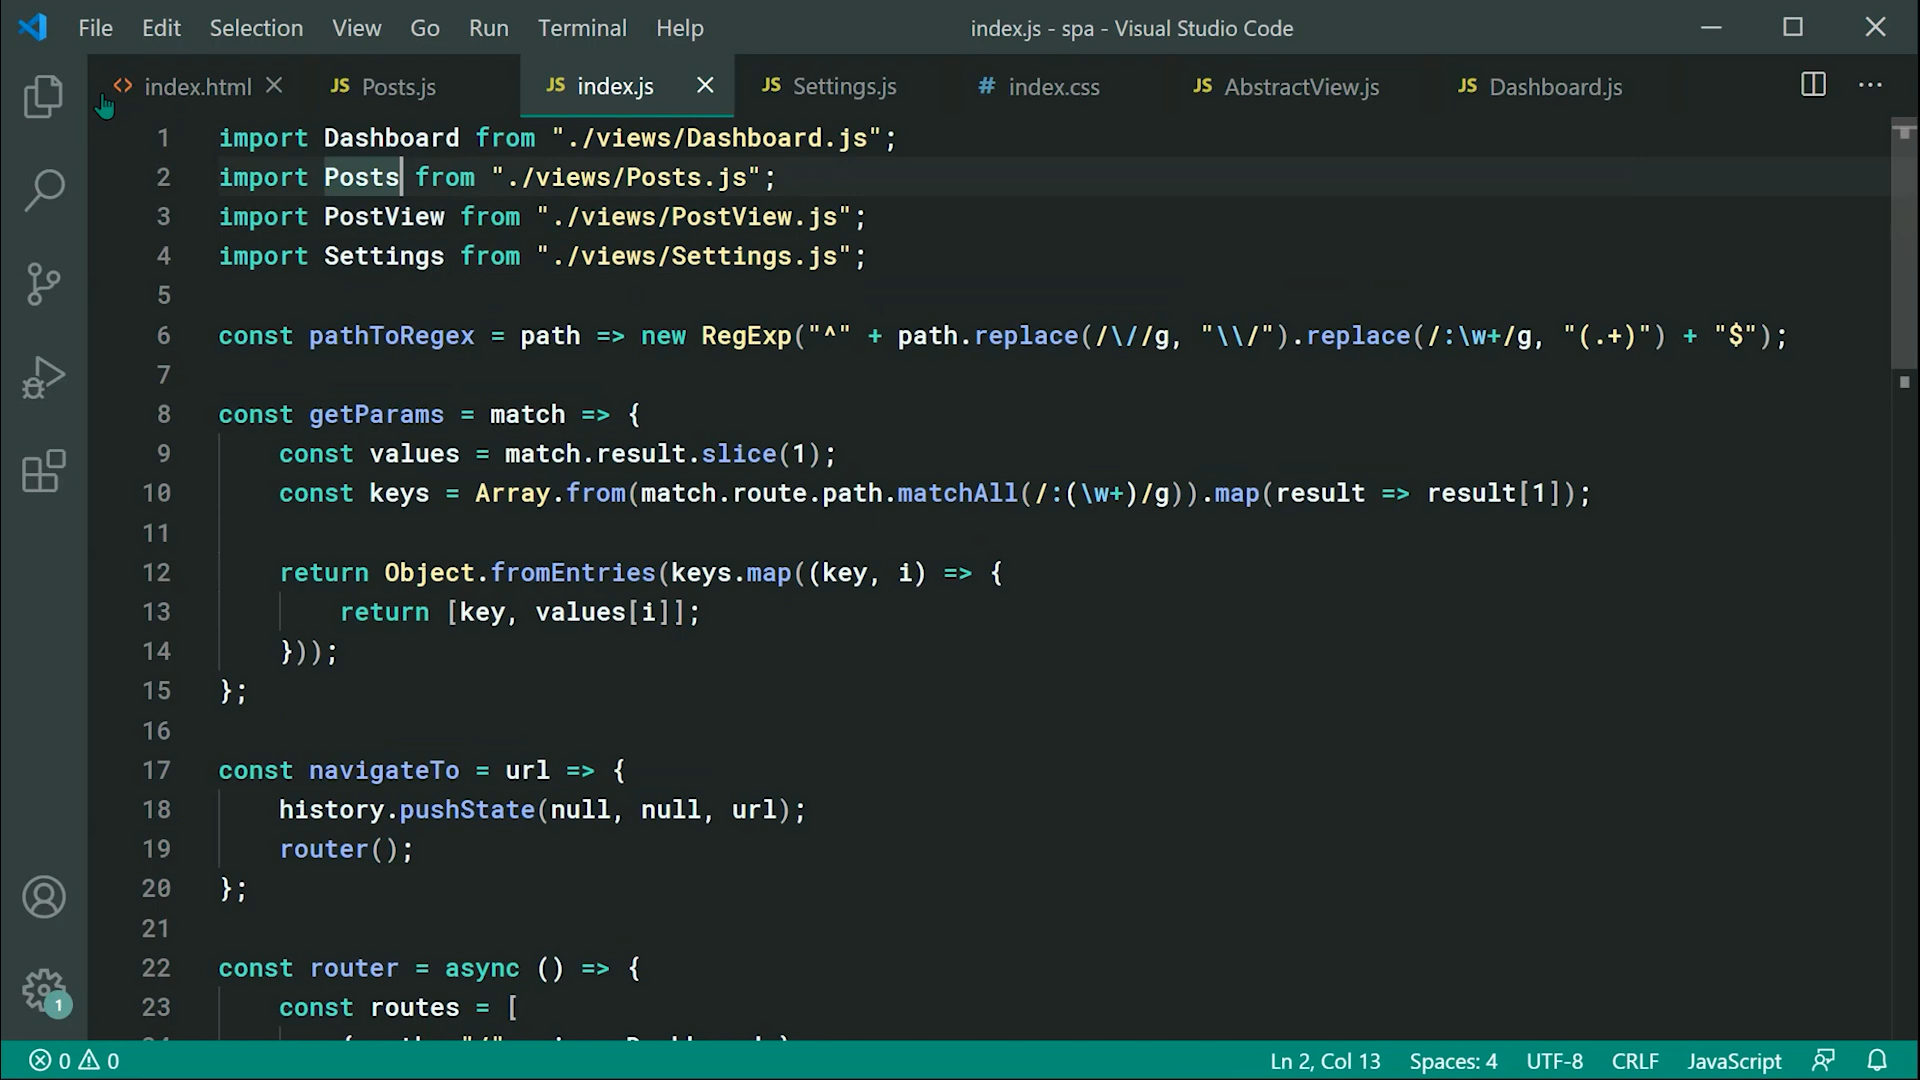 File Edit Selection View Go Run Terminal Help index.js - spa - Visual Studio Code
index.html Posts.js index.js Settings.js index.css AbstractView.js Dashboard.js
1 import Dashboard from "./views/Dashboard.js";
2 import Posts from "./views/Posts.js";
3 import PostView from "./views/PostView.js";
4 import Settings from "./views/Settings.js";
5
6 const pathToRegex = path => new RegExp("^" + path.replace(/\//g, "\\/").replace(/:\w+/g, "(.+)") + "$");
7
8 const getParams = match => {
9 const values = match.result.slice(1);
10 const keys = Array.from(match.route.path.matchAll(/:(\w+)/g)).map(result => result[1]);
11
12 return Object.fromEntries(keys.map((key, i) => {
13 return [key, values[i]];
14 }));
15 };
16
17 const navigateTo = url => {
18 history.pushState(null, null, url);
19 router();
20 };
21
22 const router = async () => {
23 const routes = [
1
0 0 Ln 2, Col 13 Spaces: 4 UTF-8 CRLF JavaScript